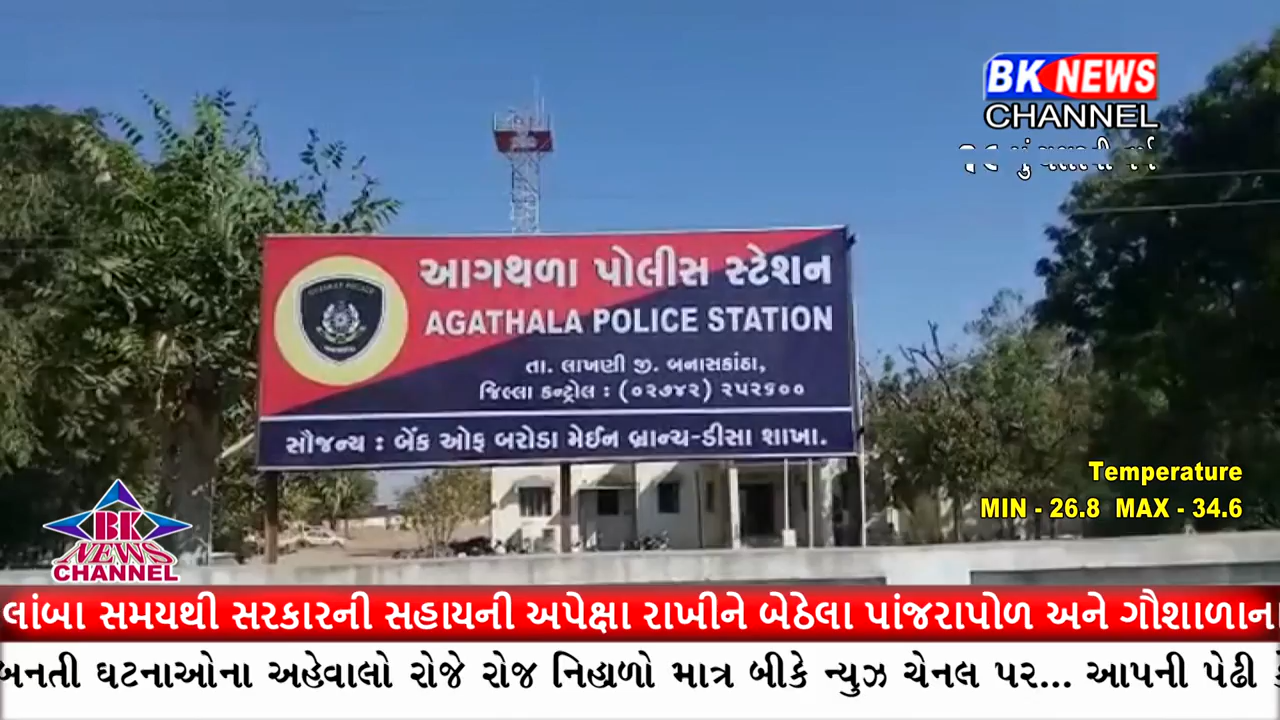 BK NEWS
CHANNEL
આગથળા પોલીસ સ્ટેશન
AGATHALA POLICE STATION
તા. લાખણી જી. બનાસકાંઠા,
જિલ્લા કન્ટ્રોલ : (૦૨૭૪૨) ૨૫૨૬૦૦
સૌજન્ય : બેંક ઓફ બરોડા મેઈન બ્રાન્ચ-ડીસા શાખા.
Temperature
MIN - 26.8 MAX - 34.6
BK
NEWS
CHANNEL
લાંબા સમયથી સરકારની સહાયની અપેક્ષા રાખીને બેઠેલા પાંજરાપોળ અને ગૌશાળાના
બનતી ઘટનાઓના અહેવાલો રોજે રોજ નિહાળો માત્ર બીકે ન્યુઝ ચેનલ પર... આપની પેઢી